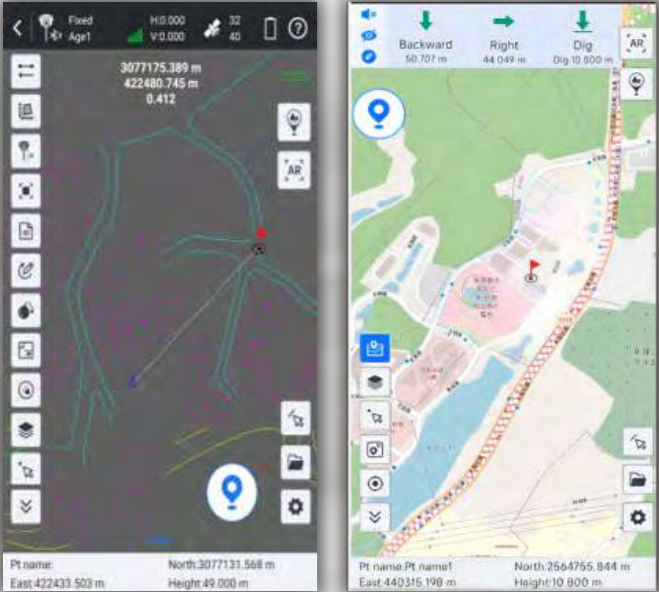 Fixed
Age1
H:0.000
V:0.000
32
40
3077175.389 m
422480.745 m
0.412
AR
Pt name:
North:3077131.568 m
East:422433.503 m
Height:49.000 m
Backward
50.707 m
Right
44.049 m
Dig
Dig:10.800 m
AR
Pt name:Pt name1
North:2564755.844 m
East:440315.198 m
Height:10.800 m